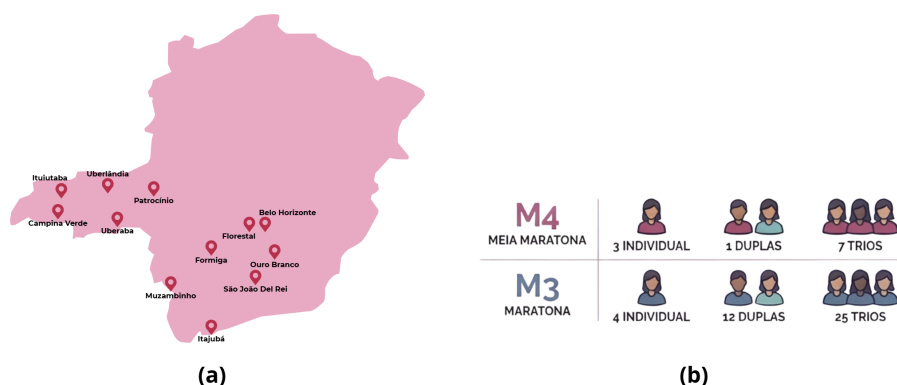 Ituiutaba
Uberlândia
Patrocínio
Campina Verde
Uberaba
Belo Horizonte
Florestal
Formiga
Ouro Branco
São João Del Rei
Muzambinho
Itajubá
(a)
M4
MEIA MARATONA
3 INDIVIDUAL
1 DUPLAS
7 TRIOS
M3
MARATONA
4 INDIVIDUAL
12 DUPLAS
25 TRIOS
(b)